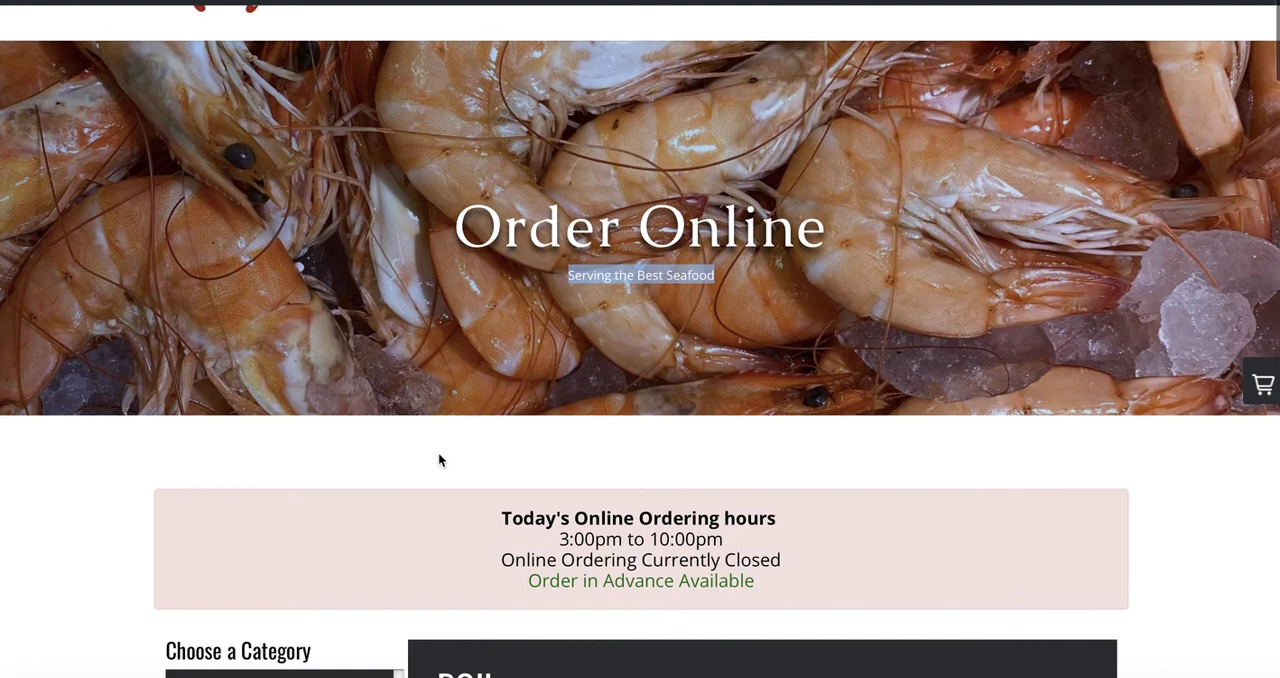 Order Online
Serving the Best Seafood
Today's Online Ordering hours
3:00pm to 10:00pm
Online Ordering Currently Closed
Order in Advance Available
Choose a Category